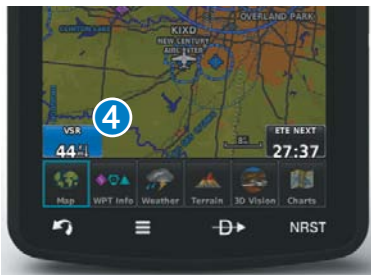 OVERLAND PARK
KIXD
NEW CENTURY
AIRCENTER
4
VSR
ETE NEXT
44
27:37
Map
WPT Info
Weather
Terrain
3D Vision
Charts
NRST